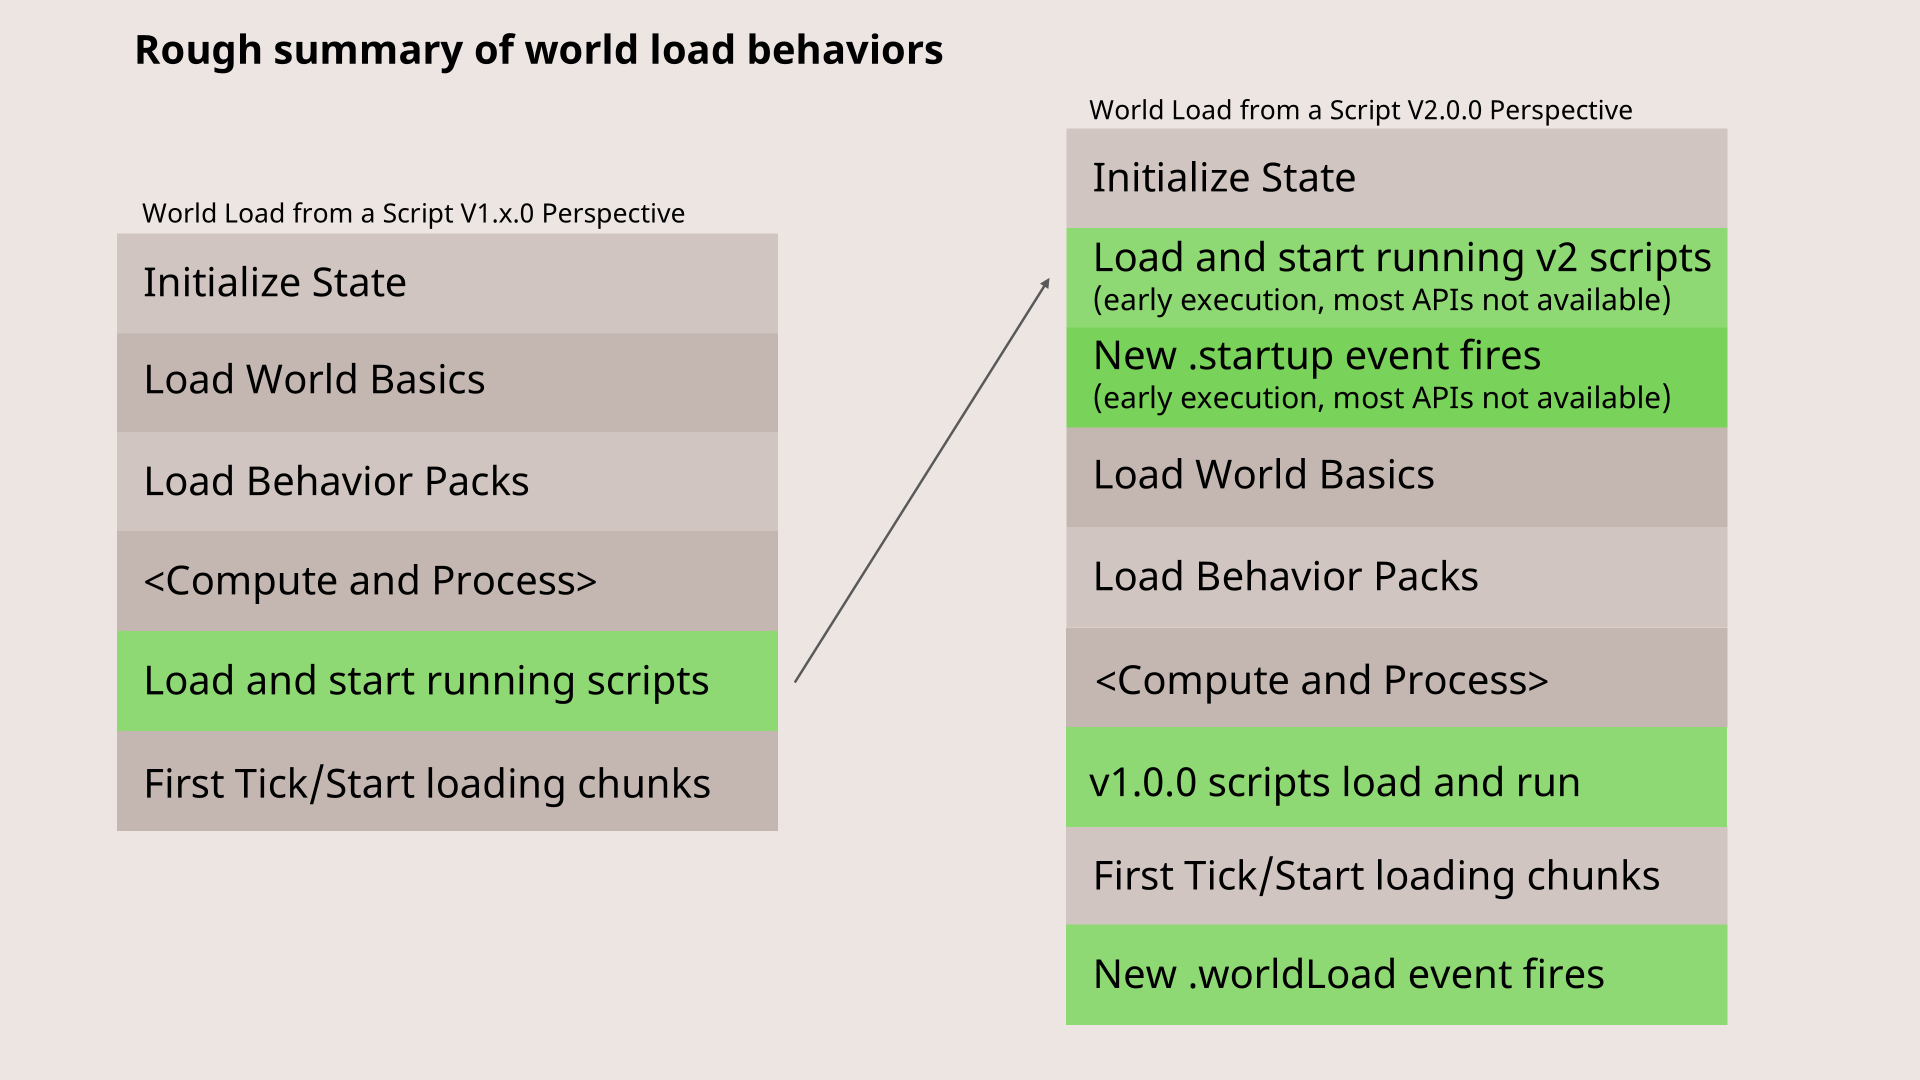 Rough summary of world load behaviors
World Load from a Script V1.x.0 Perspective
Initialize State
Load World Basics
Load Behavior Packs
<Compute and Process>
Load and start running scripts
First Tick/Start loading chunks
World Load from a Script V2.0.0 Perspective
Initialize State
Load and start running v2 scripts
(early execution, most APIs not available)
New .startup event fires
(early execution, most APIs not available)
Load World Basics
Load Behavior Packs
<Compute and Process>
v1.0.0 scripts load and run
First Tick/Start loading chunks
New .worldLoad event fires